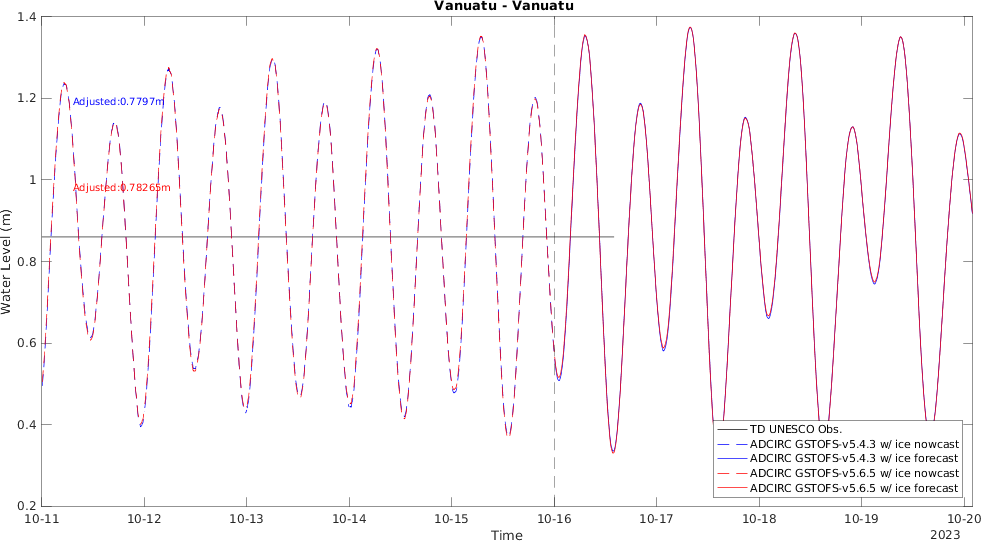 Vanuatu - Vanuatu
1.4
1.2
1
0.8
0.6
0.4
0.2
Water Level (m)
Adjusted:0.7797m
Adjusted:0.78265m
TD UNESCO Obs.
ADCIRC GSTOFS-v5.4.3 w/ ice nowcast
ADCIRC GSTOFS-v5.4.3 w/ ice forecast
ADCIRC GSTOFS-v5.6.5 w/ ice nowcast
ADCIRC GSTOFS-v5.6.5 w/ ice forecast
10-11 10-12 10-13 10-14 10-15 10-16 10-17 10-18 10-19 10-20
Time
2023